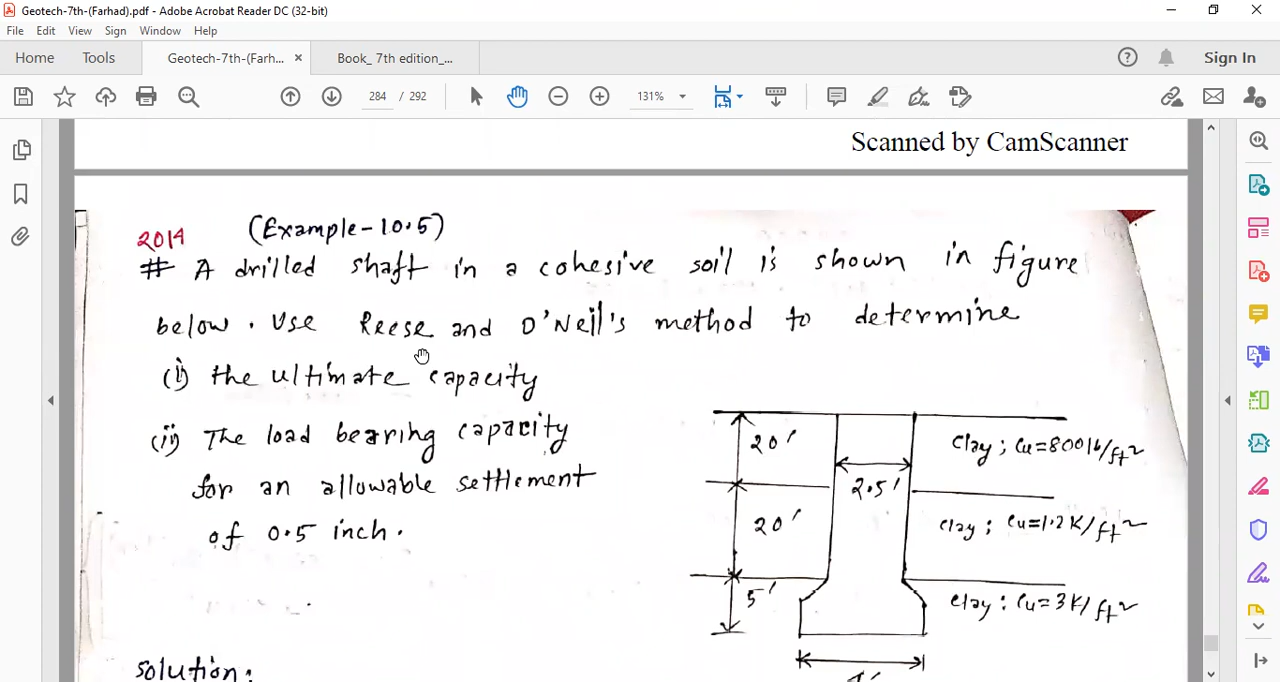 Geotech-7th-(Farhad).pdf - Adobe Acrobat Reader DC (32-bit)
File Edit View Sign Window Help
Home Tools Geotech-7th-(Farh... × Book_ 7th edition_... Sign In
284 / 292 131%
Scanned by CamScanner
2014 (Example-10.5)
# A drilled shaft in a cohesive soil is shown in figure
below. Use Reese and O'Neil's method to determine
(i) the ultimate capacity
(ii) The load bearing capacity
for an allowable settlement
of 0.5 inch.
20' clay; Cu=800 lb/ft²
2.5'
20' clay; Cu=1.2 K/ft²
5' clay: Cu=3 K/ft²
Solution: